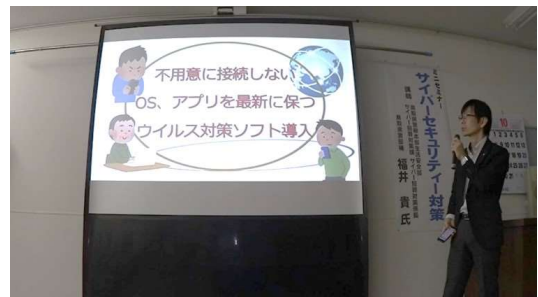 不用意に接続しない
OS、アプリを最新に保つ
ウイルス対策ソフト導入
ミニセミナー
サイバーセキュリティー対策
講師
福井 貴 氏
10